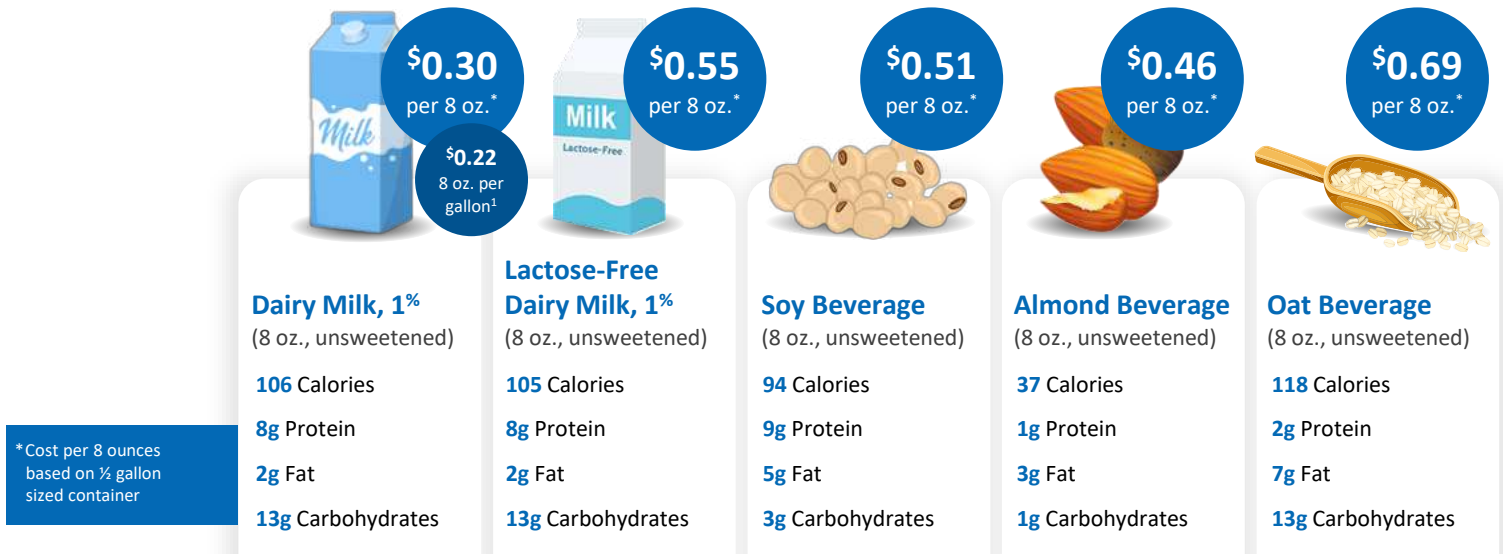 $0.30
per 8 oz.*
Milk
$0.22
8 oz. per
gallon1
Dairy Milk, 1%
(8 oz., unsweetened)
106 Calories
8g Protein
2g Fat
13g Carbohydrates
$0.55
per 8 oz.*
Milk
Lactose-Free
Lactose-Free
Dairy Milk, 1%
(8 oz., unsweetened)
105 Calories
8g Protein
2g Fat
13g Carbohydrates
$0.51
per 8 oz.*
Soy Beverage
(8 oz., unsweetened)
94 Calories
9g Protein
5g Fat
3g Carbohydrates
$0.46
per 8 oz.*
Almond Beverage
(8 oz., unsweetened)
37 Calories
1g Protein
3g Fat
1g Carbohydrates
$0.69
per 8 oz.*
Oat Beverage
(8 oz., unsweetened)
118 Calories
2g Protein
7g Fat
13g Carbohydrates
*Cost per 8 ounces
based on ½ gallon
sized container